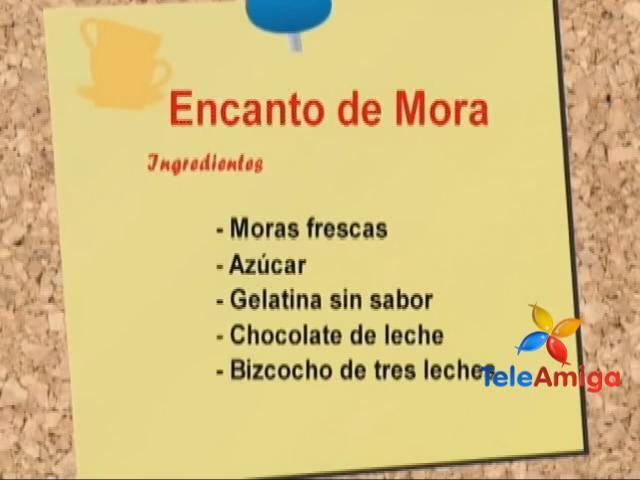 Encanto de Mora
Ingredientes
- Moras frescas
- Azúcar
- Gelatina sin sabor
- Chocolate de leche
- Bizcocho de tres leches
TeleAmiga